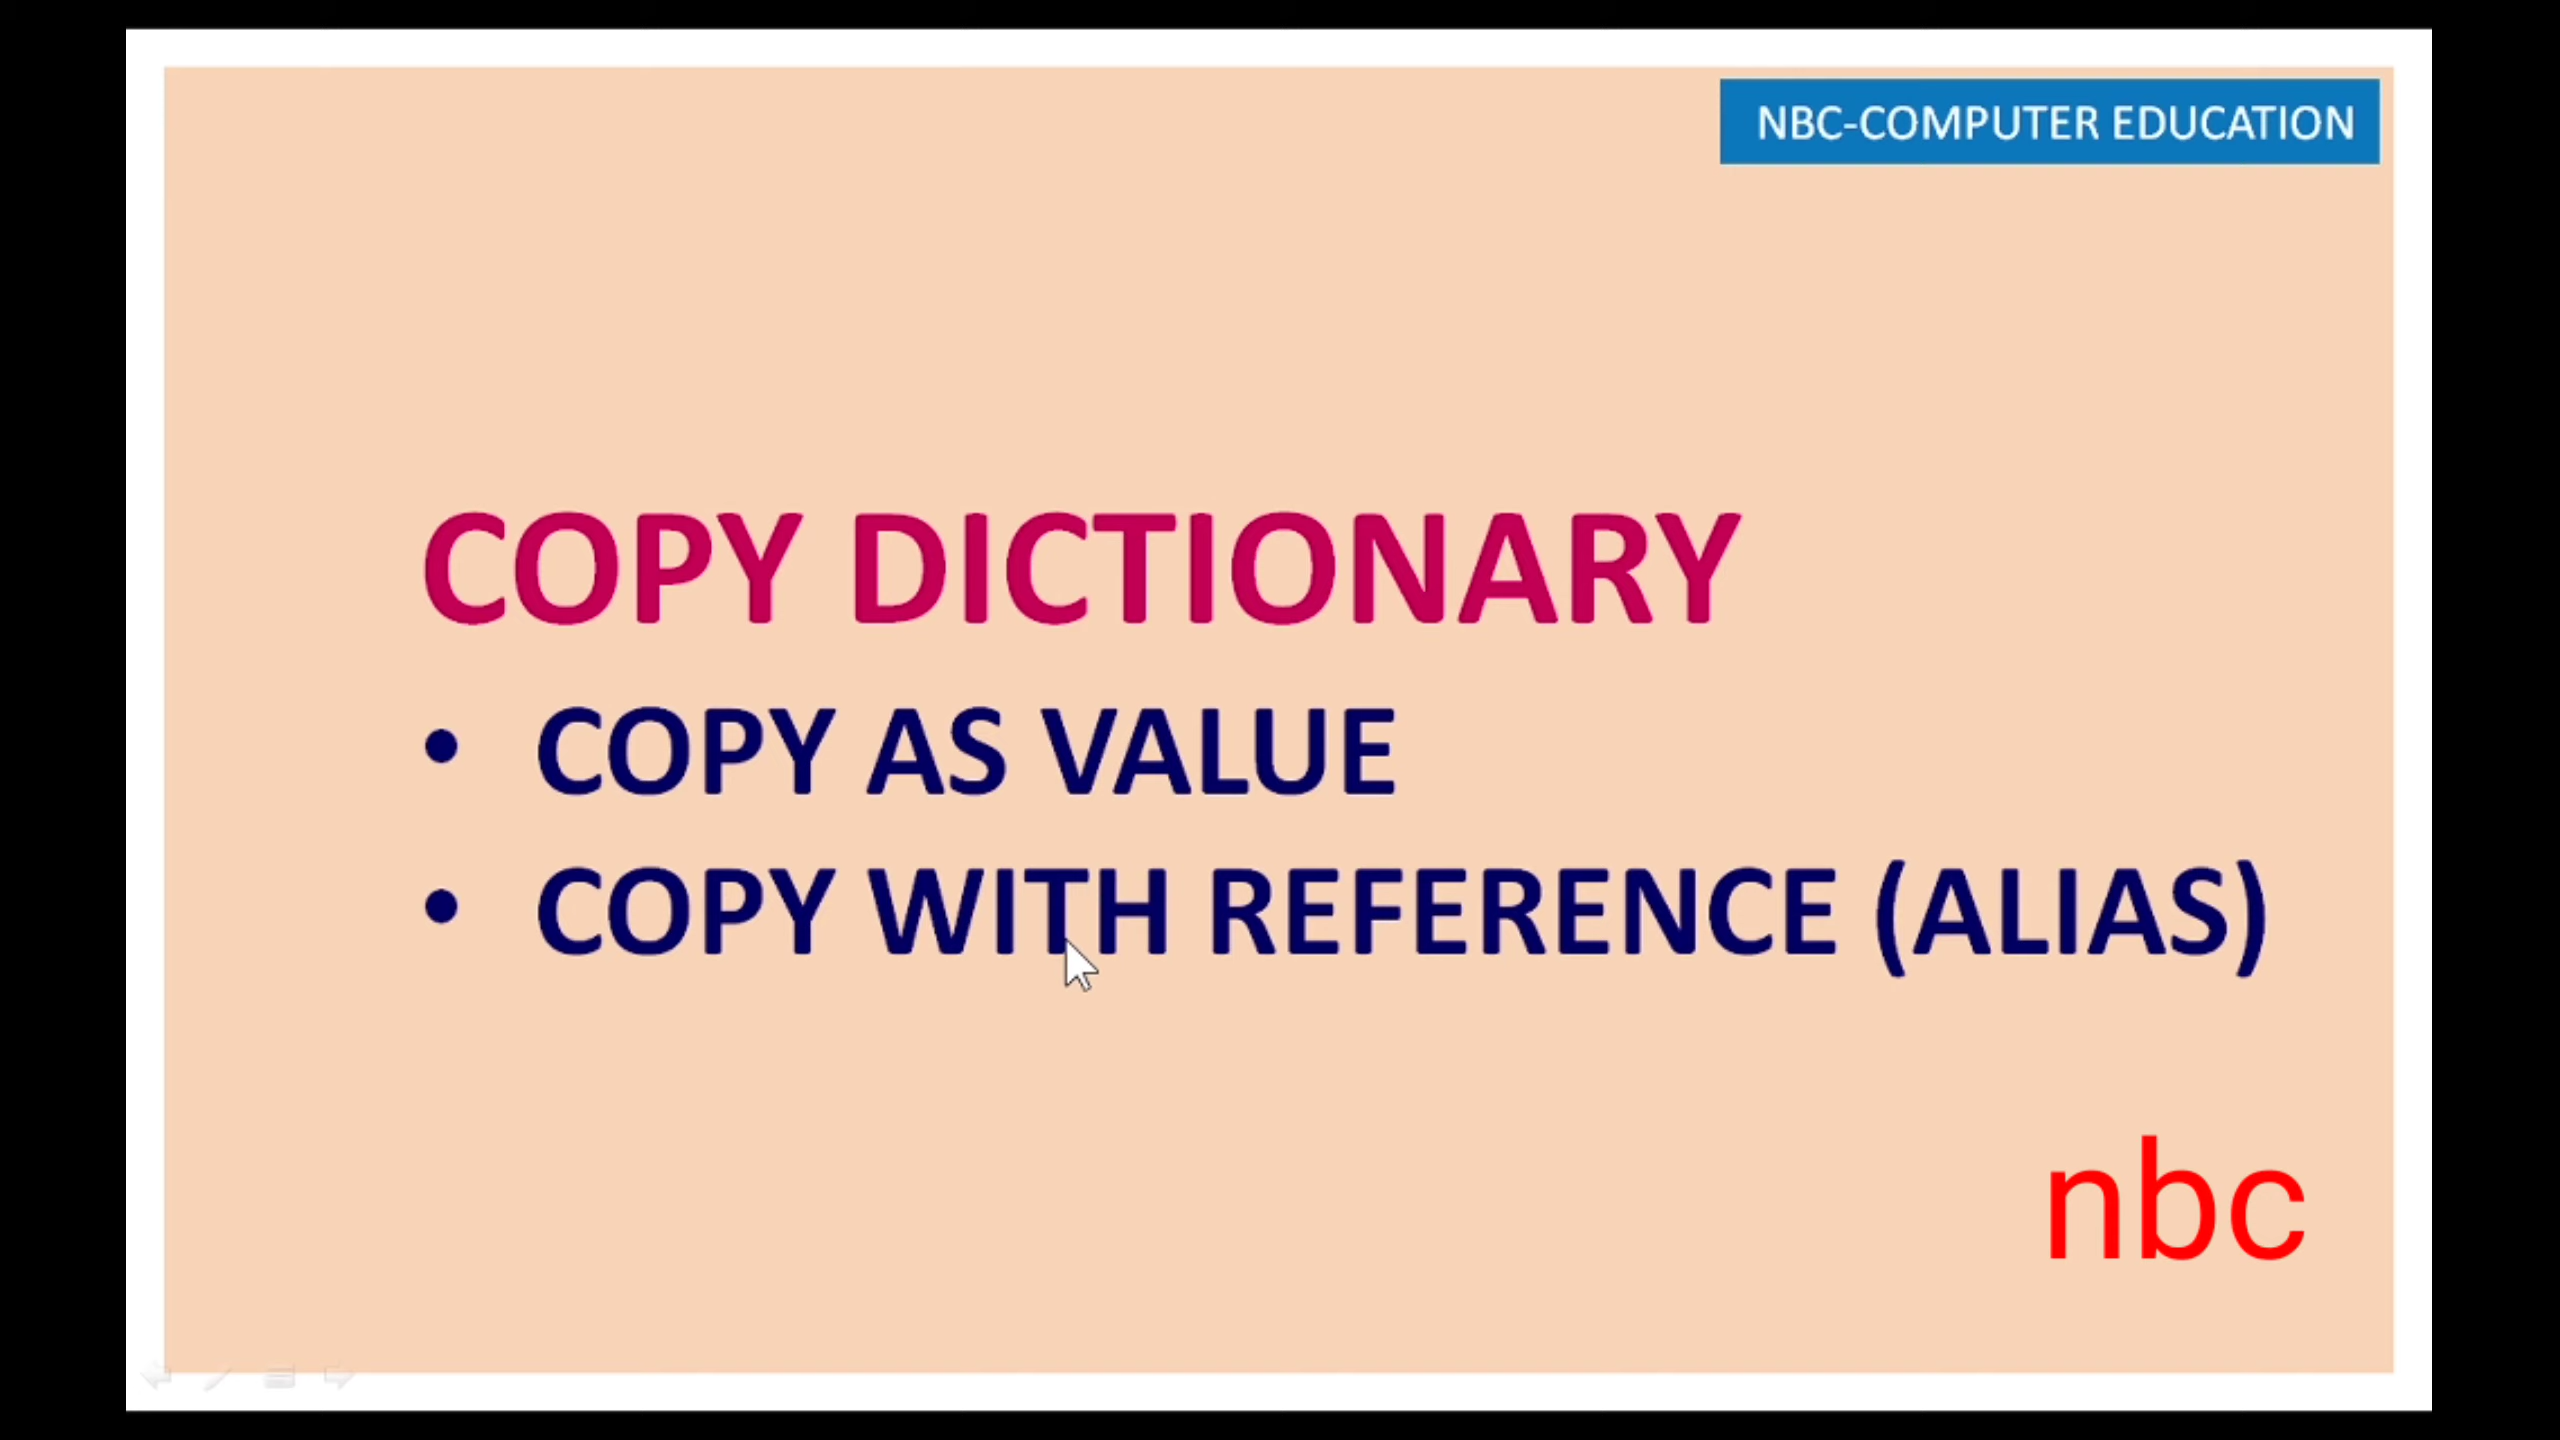 NBC-COMPUTER EDUCATION
COPY DICTIONARY
• COPY AS VALUE
• COPY WITH REFERENCE (ALIAS)
nbc